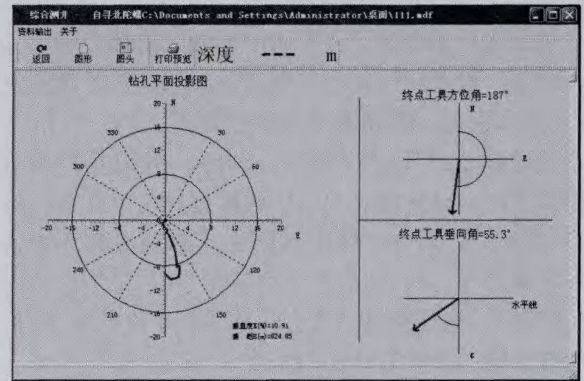 综合测井 自寻北陀螺C:\Documents and Settings\Administrator\桌面\111.mdf
资料输出 关于
返回 图形 图头 打印预览 深度 --- m
钻孔平面投影图
终点工具方位角=187°
20 N
N
16
330 30
12
300 8 60
4
E
-20 -16 -12 -8 -4 4 8 12 16 20
E
-4
终点工具垂向角=55.3°
240 -8 120
-12
水平线
210 -16 150
-20
G